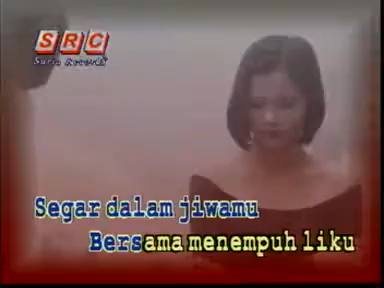 SRC
Suria Records
Segar dalam jiwamu
Bersama menempuh liku